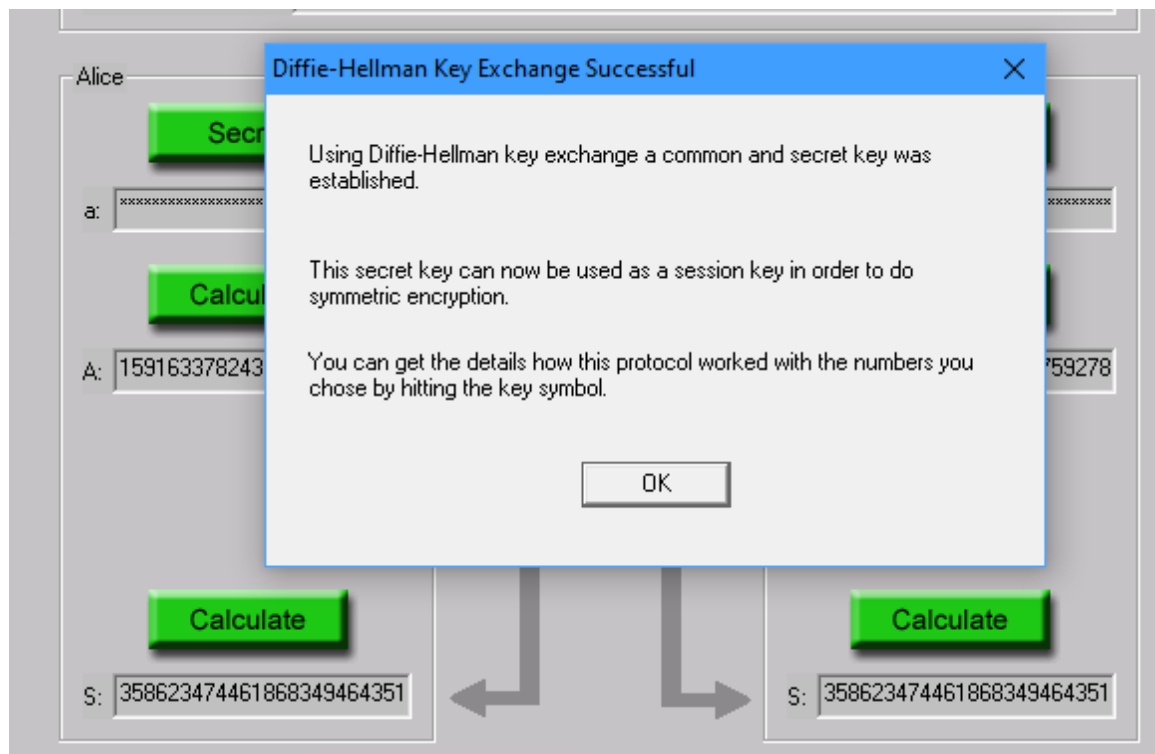 Diffie-Hellman Key Exchange Successful
Alice
Using Diffie-Hellman key exchange a common and secret key was
established.
a: ******************
********
This secret key can now be used as a session key in order to do
symmetric encryption.
You can get the details how this protocol worked with the numbers you
chose by hitting the key symbol.
A: 159163378243
759278
OK
Calculate
Calculate
S: 358623474461868349464351
S: 358623474461868349464351